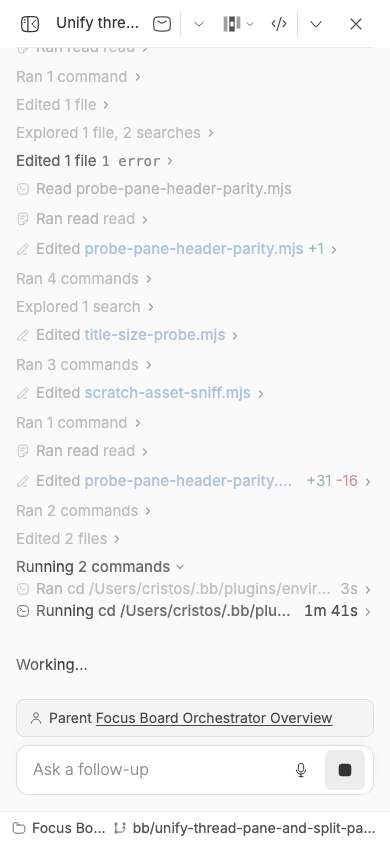 Unify thre...
Ran read read
Ran 1 command
Edited 1 file
Explored 1 file, 2 searches
Edited 1 file 1 error
Read probe-pane-header-parity.mjs
Ran read read
Edited probe-pane-header-parity.mjs +1
Ran 4 commands
Explored 1 search
Edited title-size-probe.mjs
Ran 3 commands
Edited scratch-asset-sniff.mjs
Ran 1 command
Ran read read
Edited probe-pane-header-parity.... +31 -16
Ran 2 commands
Edited 2 files
Running 2 commands
Ran cd /Users/cristos/.bb/plugins/envir... 3s
Running cd /Users/cristos/.bb/plu... 1m 41s
Working...
Parent Focus Board Orchestrator Overview
Ask a follow-up
Focus Bo... bb/unify-thread-pane-and-split-pa...